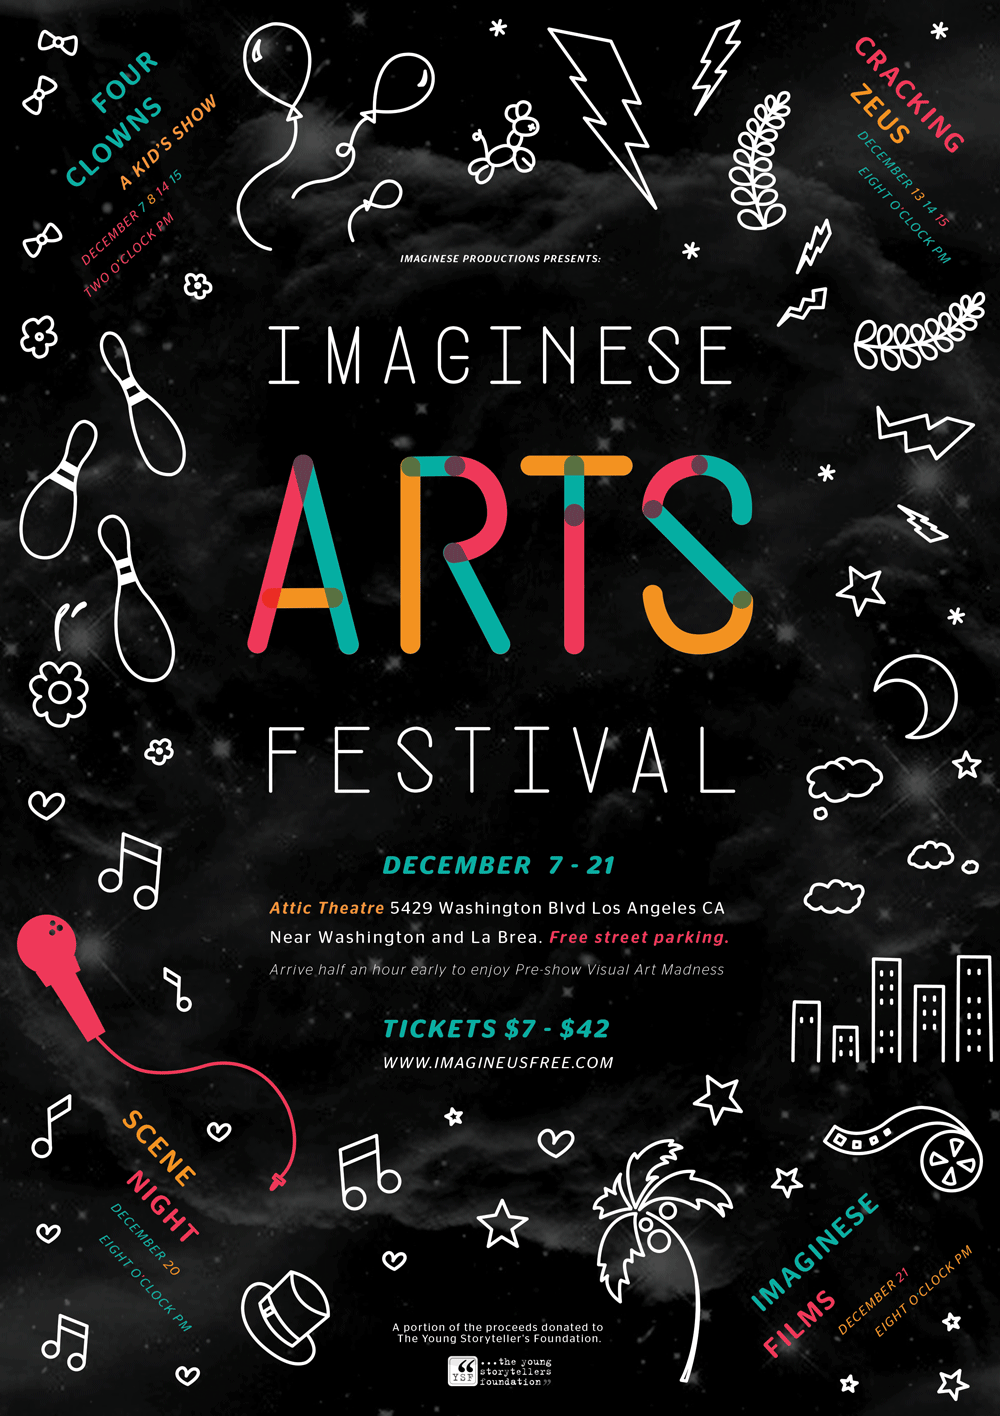 FOUR
CLOWNS
A KID'S SHOW
DECEMBER 7 8 14 15
TWO O'CLOCK PM
CRACKING
ZEUS
DECEMBER 13 14 15
EIGHT O'CLOCK PM
IMAGINESE PRODUCTIONS PRESENTS:
IMAGINESE
ARTS
FESTIVAL
DECEMBER 7 - 21
Attic Theatre 5429 Washington Blvd Los Angeles CA
Near Washington and La Brea. Free street parking.
Arrive half an hour early to enjoy Pre-show Visual Art Madness
TICKETS $7 - $42
WWW.IMAGINEUSFREE.COM
SCENE
NIGHT
DECEMBER 20
EIGHT O'CLOCK PM
IMAGINESE
FILMS
DECEMBER 21
EIGHT O'CLOCK PM
A portion of the proceeds donated to
The Young Storyteller's Foundation.
“ YSF
...the young
storytellers
foundation”